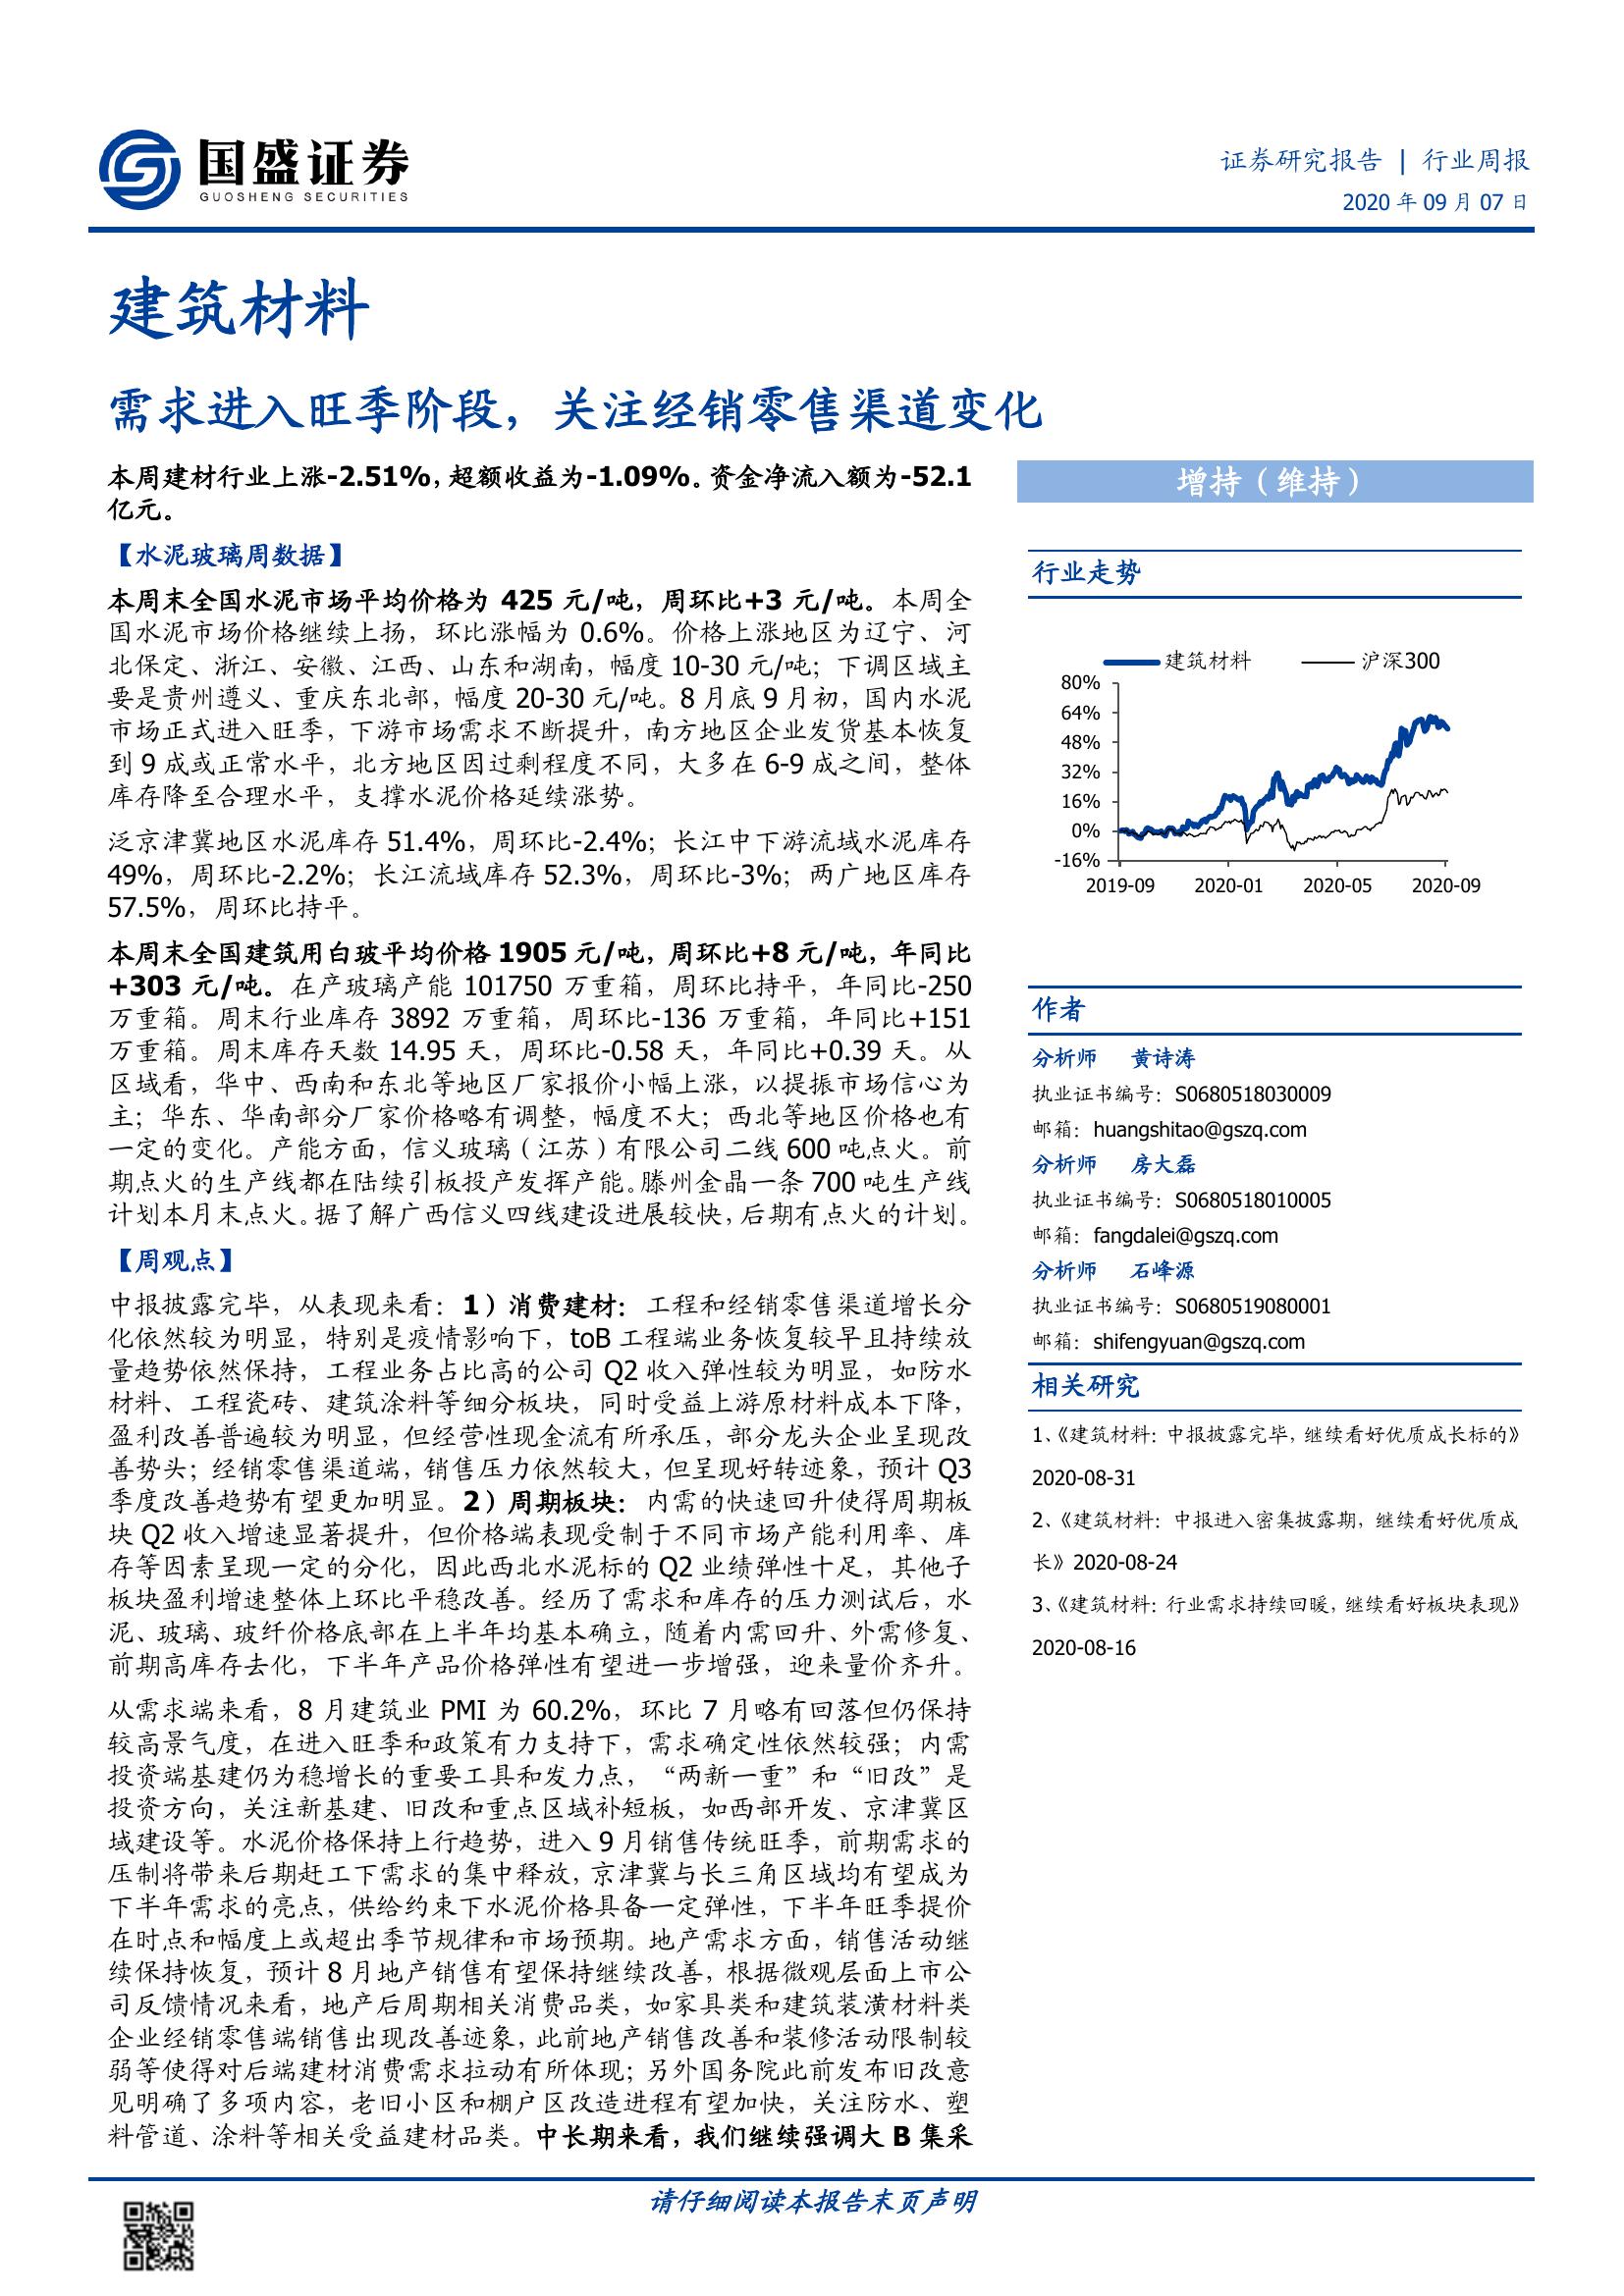 国盛证券
GUOSHENG SECURITIES
证券研究报告 | 行业周报
2020 年 09 月 07 日
建筑材料
需求进入旺季阶段，关注经销零售渠道变化
本周建材行业上涨-2.51%，超额收益为-1.09%。资金净流入额为-52.1
亿元。
【水泥玻璃周数据】
本周末全国水泥市场平均价格为 425 元/吨，周环比+3 元/吨。本周全
国水泥市场价格继续上扬，环比涨幅为 0.6%。价格上涨地区为辽宁、河
北保定、浙江、安徽、江西、山东和湖南，幅度 10-30 元/吨；下调区域主
要是贵州遵义、重庆东北部，幅度 20-30 元/吨。8 月底 9 月初，国内水泥
市场正式进入旺季，下游市场需求不断提升，南方地区企业发货基本恢复
到 9 成或正常水平，北方地区因过剩程度不同，大多在 6-9 成之间，整体
库存降至合理水平，支撑水泥价格延续涨势。
泛京津冀地区水泥库存 51.4%，周环比-2.4%；长江中下游流域水泥库存
49%，周环比-2.2%；长江流域库存 52.3%，周环比-3%；两广地区库存
57.5%，周环比持平。
本周末全国建筑用白玻平均价格 1905 元/吨，周环比+8 元/吨，年同比
+303 元/吨。在产玻璃产能 101750 万重箱，周环比持平，年同比-250
万重箱。周末行业库存 3892 万重箱，周环比-136 万重箱，年同比+151
万重箱。周末库存天数 14.95 天，周环比-0.58 天，年同比+0.39 天。从
区域看，华中、西南和东北等地区厂家报价小幅上涨，以提振市场信心为
主；华东、华南部分厂家价格略有调整，幅度不大；西北等地区价格也有
一定的变化。产能方面，信义玻璃（江苏）有限公司二线 600 吨点火。前
期点火的生产线都在陆续引板投产发挥产能。滕州金晶一条 700 吨生产线
计划本月末点火。据了解广西信义四线建设进展较快，后期有点火的计划。
【周观点】
中报披露完毕，从表现来看：1）消费建材：工程和经销零售渠道增长分
化依然较为明显，特别是疫情影响下，toB 工程端业务恢复较早且持续放
量趋势依然保持，工程业务占比高的公司 Q2 收入弹性较为明显，如防水
材料、工程瓷砖、建筑涂料等细分板块，同时受益上游原材料成本下降，
盈利改善普遍较为明显，但经营性现金流有所承压，部分龙头企业呈现改
善势头；经销零售渠道端，销售压力依然较大，但呈现好转迹象，预计 Q3
季度改善趋势有望更加明显。2）周期板块：内需的快速回升使得周期板
块 Q2 收入增速显著提升，但价格端表现受制于不同市场产能利用率、库
存等因素呈现一定的分化，因此西北水泥标的 Q2 业绩弹性十足，其他子
板块盈利增速整体上环比平稳改善。经历了需求和库存的压力测试后，水
泥、玻璃、玻纤价格底部在上半年均基本确立，随着内需回升、外需修复、
前期高库存去化，下半年产品价格弹性有望进一步增强，迎来量价齐升。
从需求端来看，8 月建筑业 PMI 为 60.2%，环比 7 月略有回落但仍保持
较高景气度，在进入旺季和政策有力支持下，需求确定性依然较强；内需
投资端基建仍为稳增长的重要工具和发力点，“两新一重”和“旧改”是
投资方向，关注新基建、旧改和重点区域补短板，如西部开发、京津冀区
域建设等。水泥价格保持上行趋势，进入 9 月销售传统旺季，前期需求的
压制将带来后期赶工下需求的集中释放，京津冀与长三角区域均有望成为
下半年需求的亮点，供给约束下水泥价格具备一定弹性，下半年旺季提价
在时点和幅度上或超出季节规律和市场预期。地产需求方面，销售活动继
续保持恢复，预计 8 月地产销售有望保持继续改善，根据微观层面上市公
司反馈情况来看，地产后周期相关消费品类，如家具类和建筑装潢材料类
企业经销零售端销售出现改善迹象，此前地产销售改善和装修活动限制较
弱等使得对后端建材消费需求拉动有所体现；另外国务院此前发布旧改意
见明确了多项内容，老旧小区和棚户区改造进程有望加快，关注防水、塑
料管道、涂料等相关受益建材品类。中长期来看，我们继续强调大 B 集采
增持（维持）
行业走势
建筑材料 沪深300
80%
64%
48%
32%
16%
0%
-16%
2019-09 2020-01 2020-05 2020-09
作者
分析师 黄诗涛
执业证书编号：S0680518030009
邮箱：huangshitao@gszq.com
分析师 房大磊
执业证书编号：S0680518010005
邮箱：fangdalei@gszq.com
分析师 石峰源
执业证书编号：S0680519080001
邮箱：shifengyuan@gszq.com
相关研究
1、《建筑材料：中报披露完毕，继续看好优质成长标的》
2020-08-31
2、《建筑材料：中报进入密集披露期，继续看好优质成
长》2020-08-24
3、《建筑材料：行业需求持续回暖，继续看好板块表现》
2020-08-16
请仔细阅读本报告末页声明